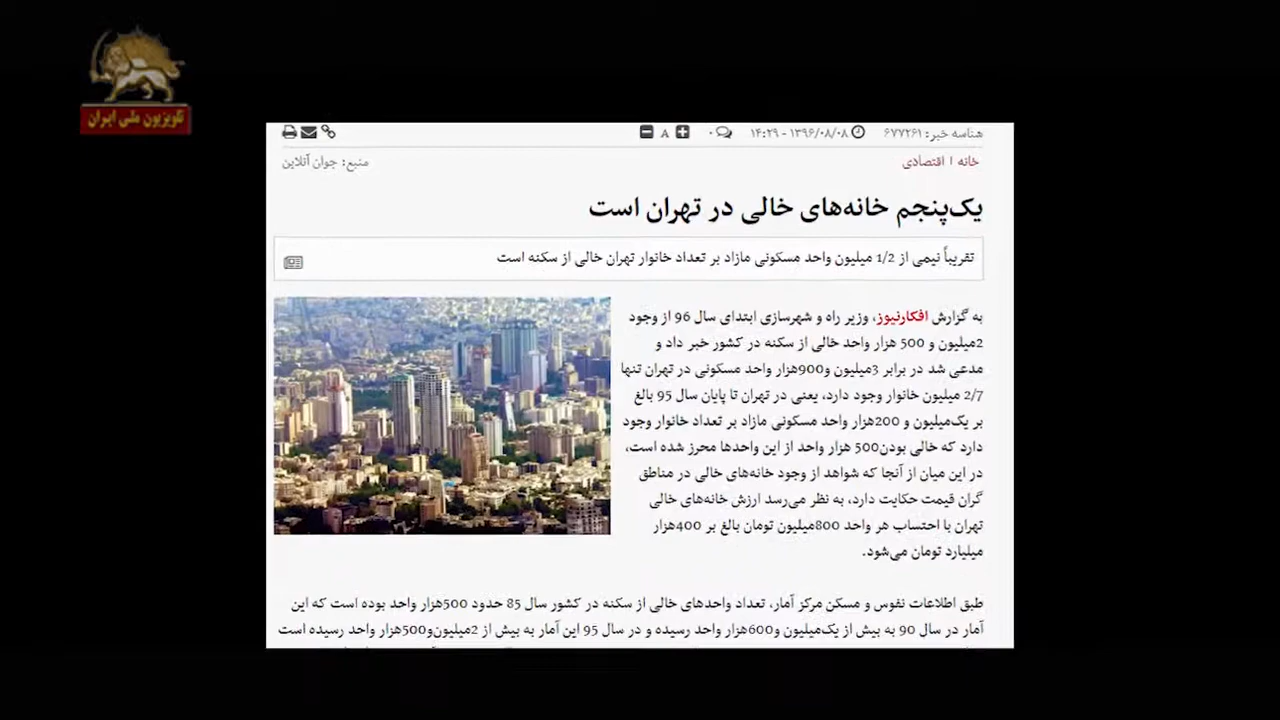 تلویزیون ملی ایران
هناسه خبر: ۶۷۷۲۶۱
۱۳۹۶/۰۸/۰۸ - ۱۴:۲۹
۰
A
خانه | اقتصادی
منبع: جوان آنلاین
یک‌پنجم خانه‌های خالی در تهران است
تقریباً نیمی از 1/2 میلیون واحد مسکونی مازاد بر تعداد خانوار تهران خالی از سکنه است
به گزارش افکارنیوز، وزیر راه و شهرسازی ابتدای سال 96 از وجود
2میلیون و 500 هزار واحد خالی از سکنه در کشور خبر داد و
مدعی شد در برابر 3میلیون و900هزار واحد مسکونی در تهران تنها
2/7 میلیون خانوار وجود دارد، یعنی در تهران تا پایان سال 95 بالغ
بر یک‌میلیون و 200هزار واحد مسکونی مازاد بر تعداد خانوار وجود
دارد که خالی بودن500 هزار واحد از این واحدها محرز شده است،
در این میان از آنجا که شواهد از وجود خانه‌های خالی در مناطق
گران قیمت حکایت دارد، به نظر می‌رسد ارزش خانه‌های خالی
تهران با احتساب هر واحد 800میلیون تومان بالغ بر 400هزار
میلیارد تومان می‌شود.
طبق اطلاعات نفوس و مسکن مرکز آمار، تعداد واحدهای خالی از سکنه در کشور سال 85 حدود 500هزار واحد بوده است که این
آمار در سال 90 به بیش از یک‌میلیون و600هزار واحد رسیده و در سال 95 این آمار به بیش از 2میلیون‌و500هزار واحد رسیده است